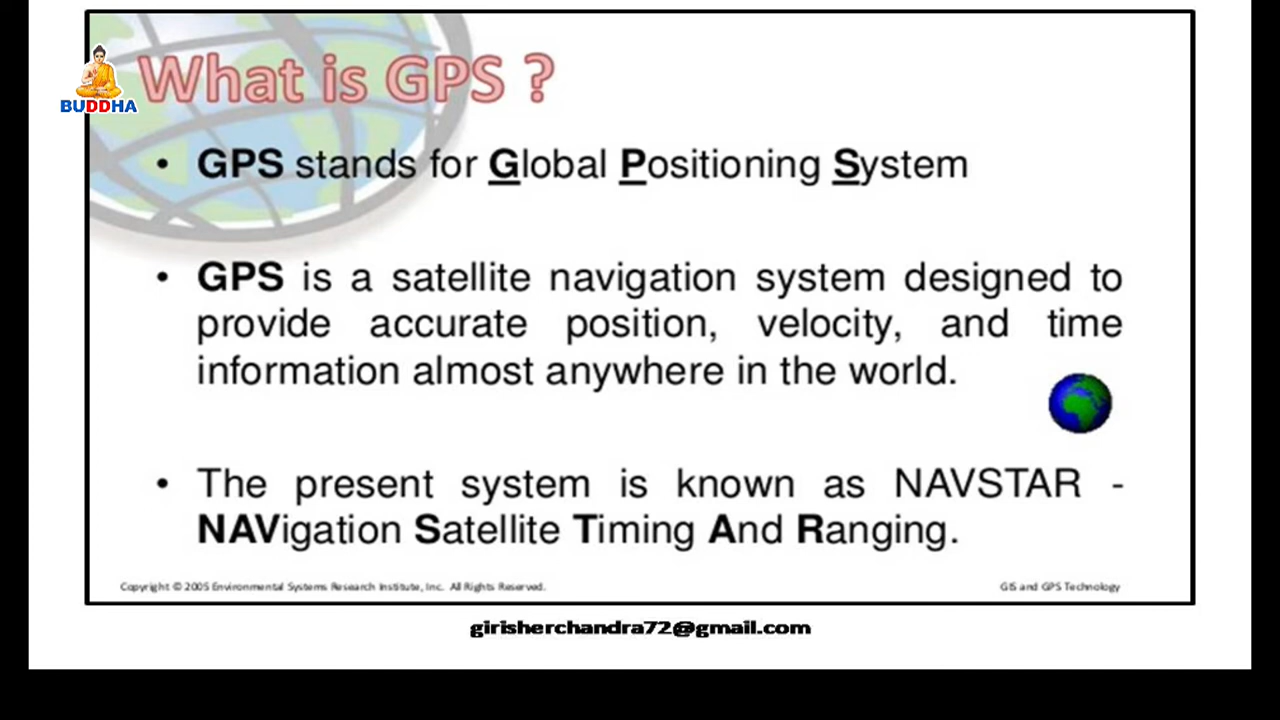 What is GPS ?
BUDDHA
• GPS stands for Global Positioning System
• GPS is a satellite navigation system designed to
provide accurate position, velocity, and time
information almost anywhere in the world.
• The present system is known as NAVSTAR -
NAVigation Satellite Timing And Ranging.
Copyright © 2005 Environmental Systems Research Institute, Inc. All Rights Reserved.
GIS and GPS Technology
girisherchandra72@gmail.com